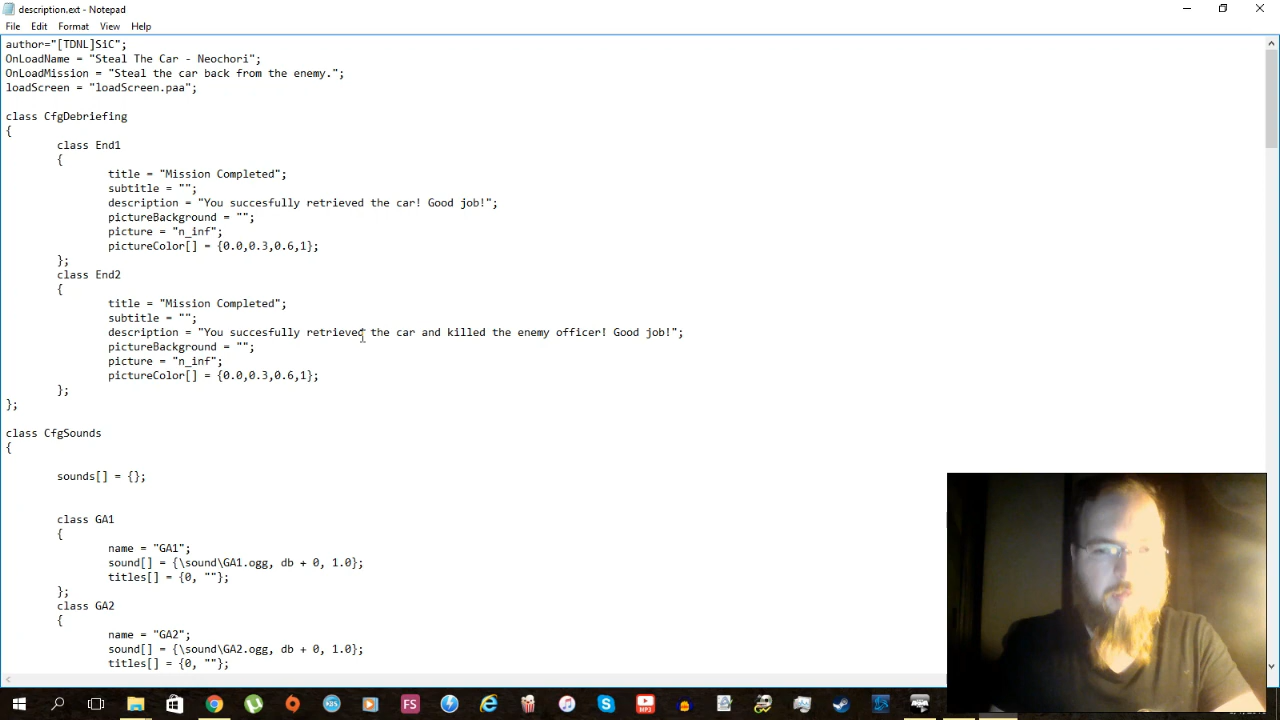 description.ext - Notepad
File Edit Format View Help
author="[TDNL]SiC";
OnLoadName = "Steal The Car - Neochori";
OnLoadMission = "Steal the car back from the enemy.";
loadScreen = "loadScreen.paa";
class CfgDebriefing
{
class End1
{
title = "Mission Completed";
subtitle = "";
description = "You succesfully retrieved the car! Good job!";
pictureBackground = "";
picture = "n_inf";
pictureColor[] = {0.0,0.3,0.6,1};
};
class End2
{
title = "Mission Completed";
subtitle = "";
description = "You succesfully retrieved the car and killed the enemy officer! Good job!";
pictureBackground = "";
picture = "n_inf";
pictureColor[] = {0.0,0.3,0.6,1};
};
};
class CfgSounds
{
sounds[] = {};
class GA1
{
name = "GA1";
sound[] = {\sound\GA1.ogg, db + 0, 1.0};
titles[] = {0, ""};
};
class GA2
{
name = "GA2";
sound[] = {\sound\GA2.ogg, db + 0, 1.0};
titles[] = {0, ""};
FS
MP3